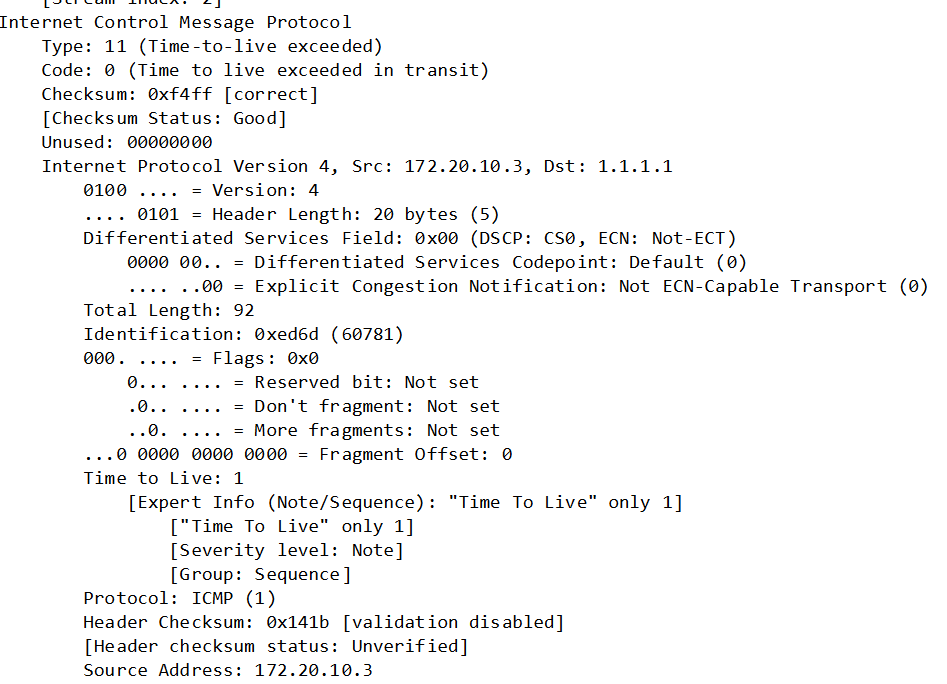 [Stream index: 2]
Internet Control Message Protocol
Type: 11 (Time-to-live exceeded)
Code: 0 (Time to live exceeded in transit)
Checksum: 0xf4ff [correct]
[Checksum Status: Good]
Unused: 00000000
Internet Protocol Version 4, Src: 172.20.10.3, Dst: 1.1.1.1
0100 .... = Version: 4
.... 0101 = Header Length: 20 bytes (5)
Differentiated Services Field: 0x00 (DSCP: CS0, ECN: Not-ECT)
0000 00.. = Differentiated Services Codepoint: Default (0)
.... ..00 = Explicit Congestion Notification: Not ECN-Capable Transport (0)
Total Length: 92
Identification: 0xed6d (60781)
000. .... = Flags: 0x0
0... .... = Reserved bit: Not set
.0.. .... = Don't fragment: Not set
..0. .... = More fragments: Not set
...0 0000 0000 0000 = Fragment Offset: 0
Time to Live: 1
[Expert Info (Note/Sequence): "Time To Live" only 1]
["Time To Live" only 1]
[Severity level: Note]
[Group: Sequence]
Protocol: ICMP (1)
Header Checksum: 0x141b [validation disabled]
[Header checksum status: Unverified]
Source Address: 172.20.10.3